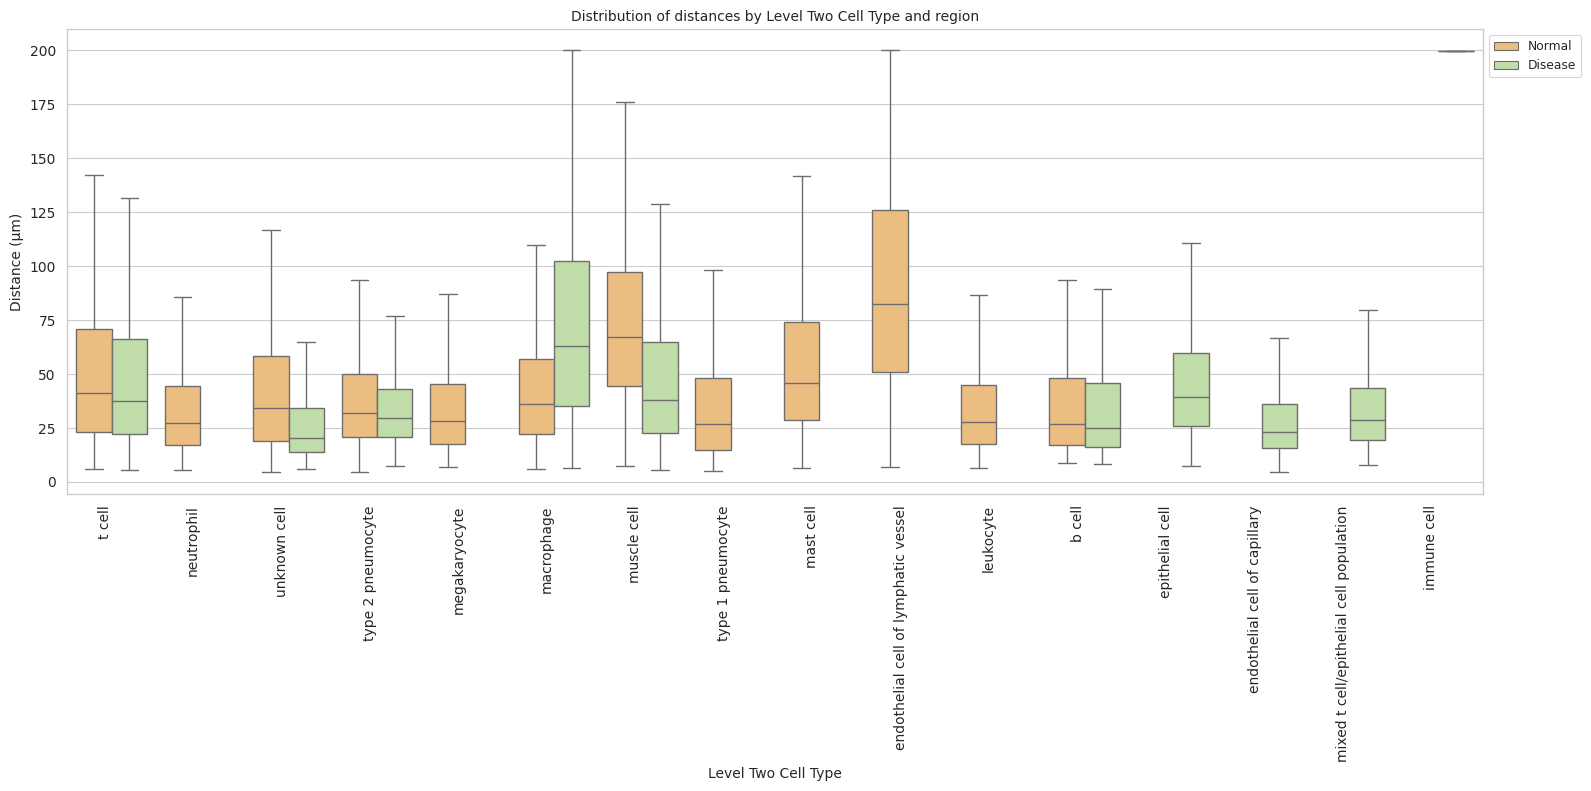 Distribution of distances by Level Two Cell Type and region
Normal
Disease
Distance (μm)
200
175
150
125
100
75
50
25
0
t cell
neutrophil
unknown cell
type 2 pneumocyte
megakaryocyte
macrophage
muscle cell
type 1 pneumocyte
mast cell
endothelial cell of lymphatic vessel
leukocyte
b cell
epithelial cell
endothelial cell of capillary
mixed t cell/epithelial cell population
immune cell
Level Two Cell Type